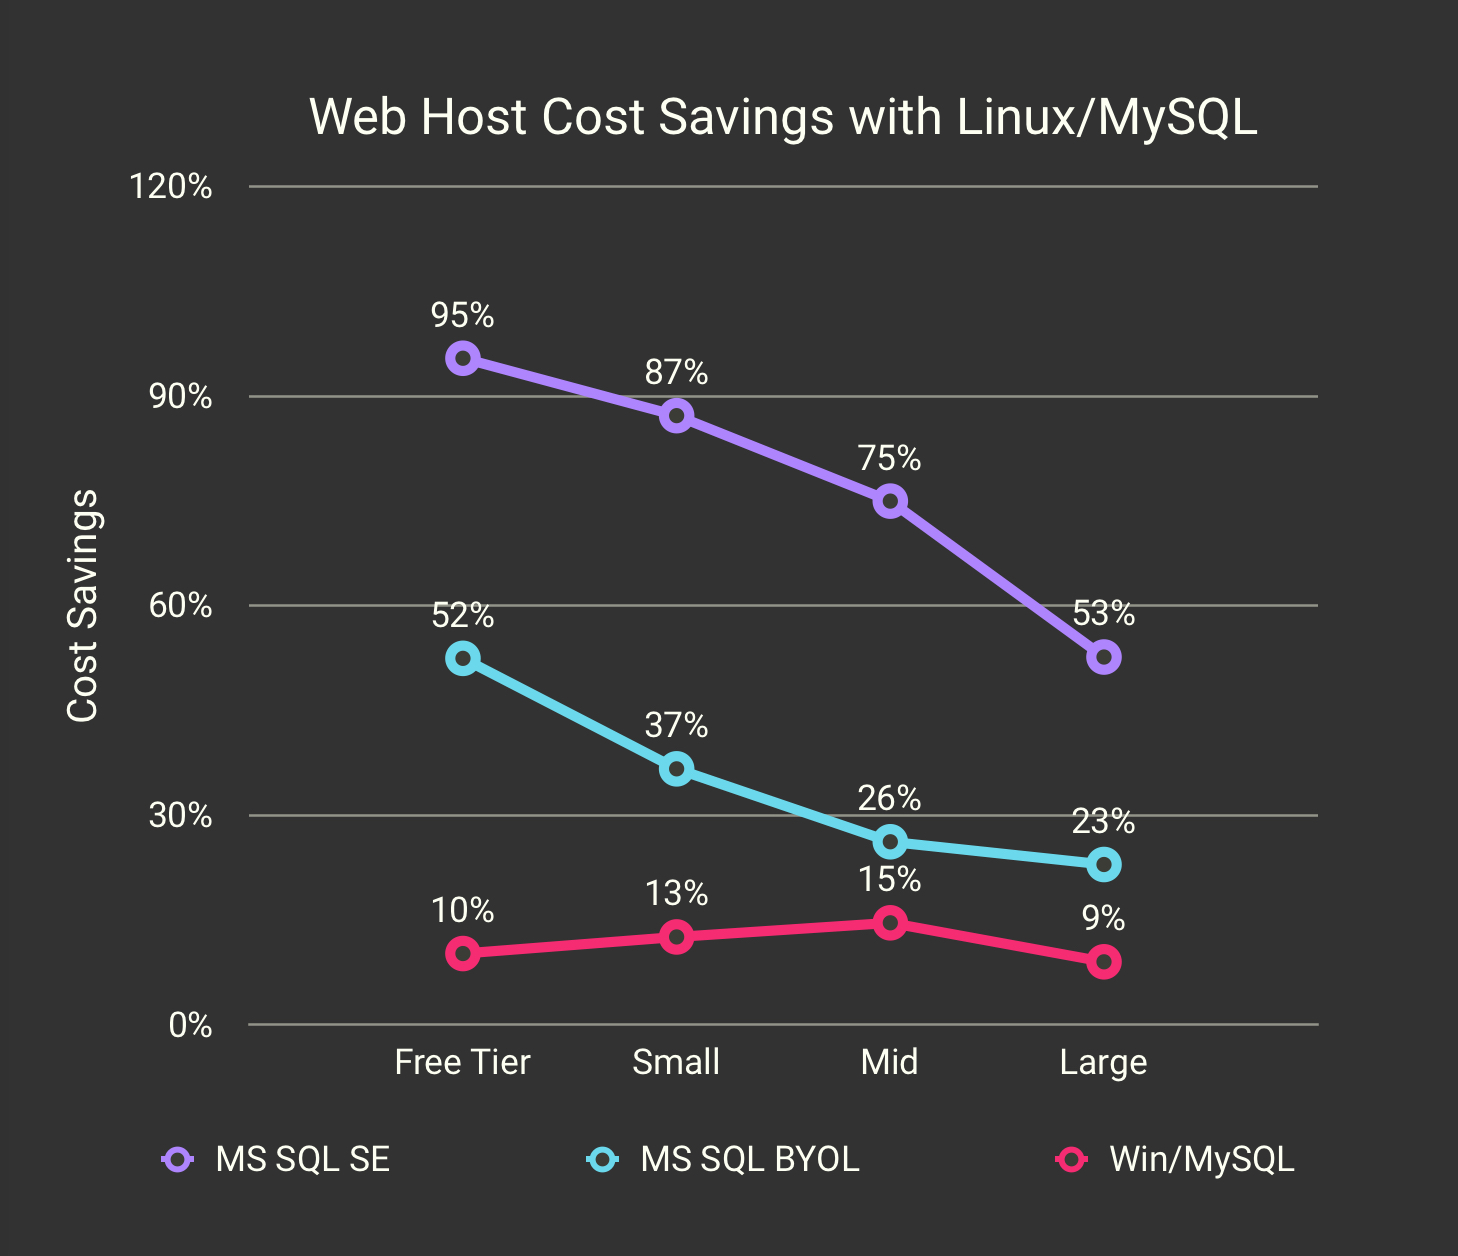 Web Host Cost Savings with Linux/MySQL
120%
90%
60%
30%
0%
Cost Savings
95%
87%
75%
53%
52%
37%
26%
23%
10%
13%
15%
9%
Free Tier
Small
Mid
Large
MS SQL SE
MS SQL BYOL
Win/MySQL